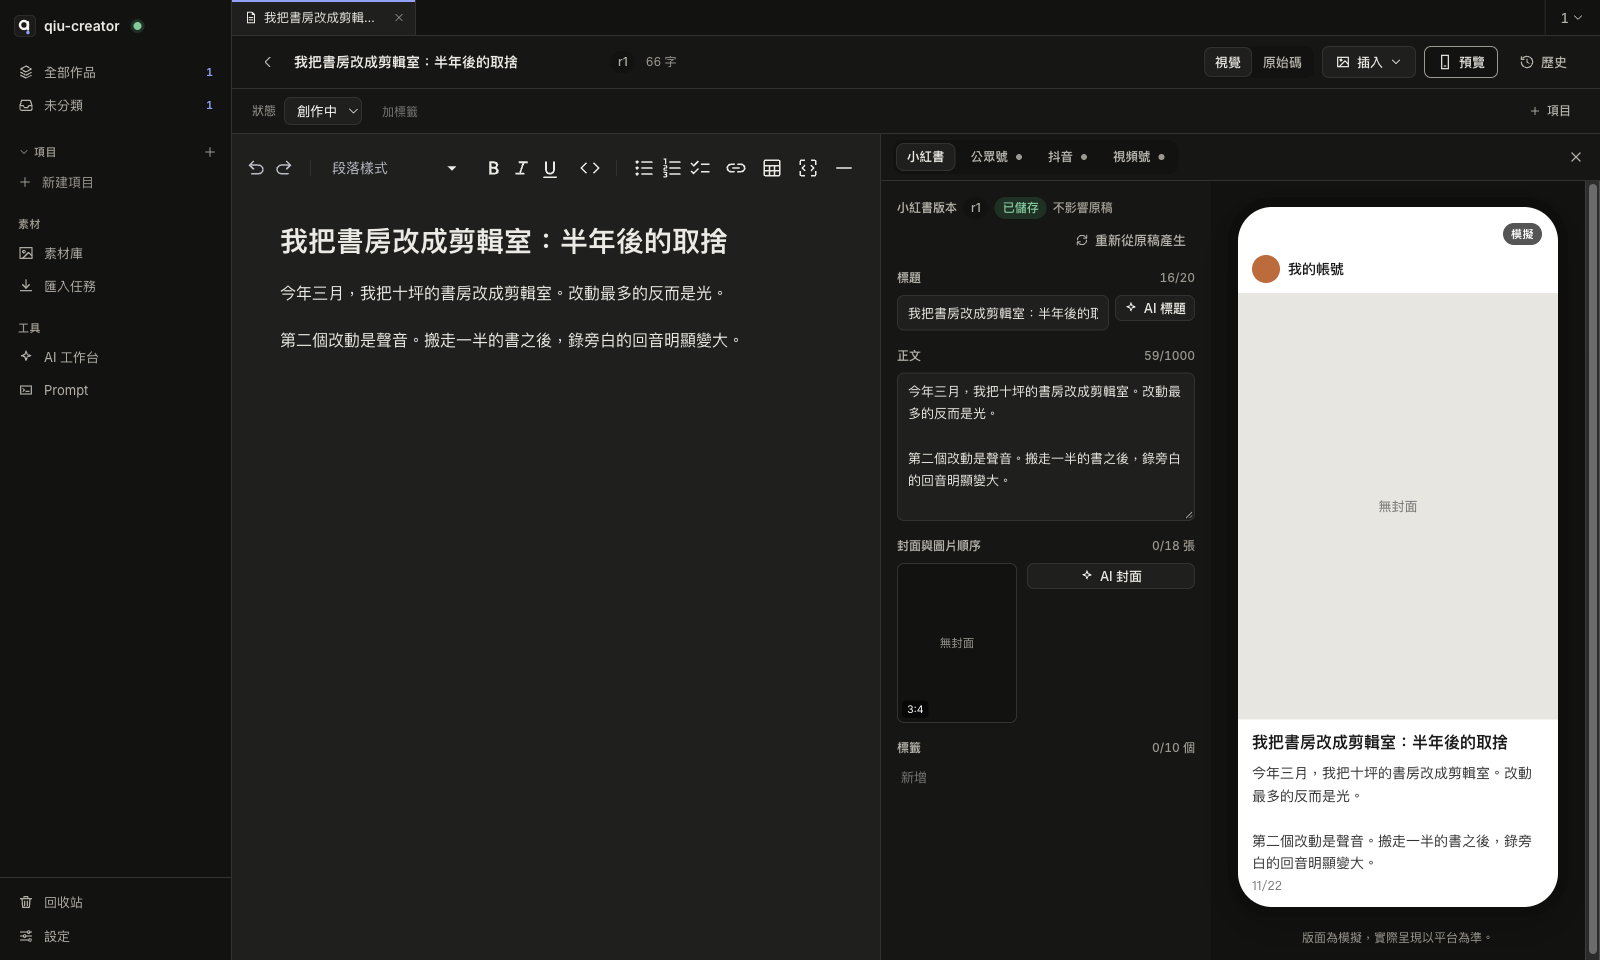 qiu-creator
全部作品 1
未分類 1
項目
新建項目
素材
素材庫
匯入任務
工具
AI 工作台
Prompt
回收站
設定
我把書房改成剪輯...
1
我把書房改成剪輯室：半年後的取捨 r1 66 字
視覺 原始碼 插入 預覽 歷史
狀態 創作中 加標籤
項目
段落樣式
B I U
我把書房改成剪輯室：半年後的取捨
今年三月，我把十坪的書房改成剪輯室。改動最多的反而是光。
第二個改動是聲音。搬走一半的書之後，錄旁白的回音明顯變大。
小紅書 公眾號 抖音 視頻號
小紅書版本 r1 已儲存 不影響原稿
重新從原稿產生
標題 16/20
我把書房改成剪輯室：半年後的取
AI 標題
正文 59/1000
今年三月，我把十坪的書房改成剪輯室。改動最
多的反而是光。
第二個改動是聲音。搬走一半的書之後，錄旁白
的回音明顯變大。
封面與圖片順序 0/18 張
無封面
3:4
AI 封面
標籤 0/10 個
新增
模擬
我的帳號
無封面
我把書房改成剪輯室：半年後的取捨
今年三月，我把十坪的書房改成剪輯室。改動
最多的反而是光。
第二個改動是聲音。搬走一半的書之後，錄旁
白的回音明顯變大。
11/22
版面為模擬，實際呈現以平台為準。